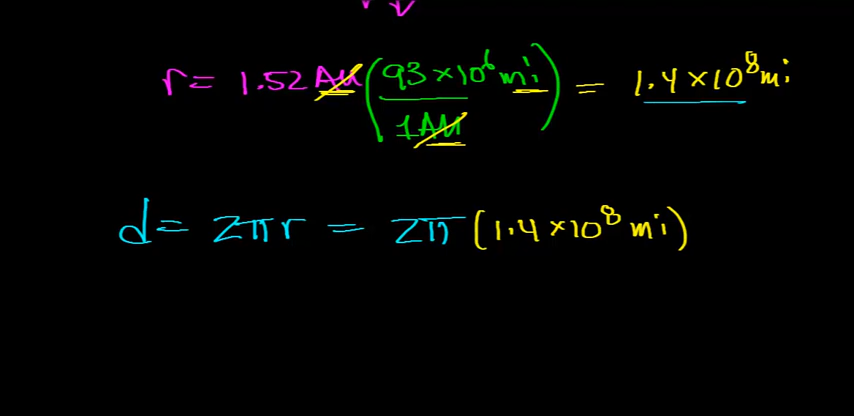 r = 1.52 AU (93 × 10⁶ mi / 1 AU) = 1.4 × 10⁸ mi
d = 2πr = 2π (1.4 × 10⁸ mi)